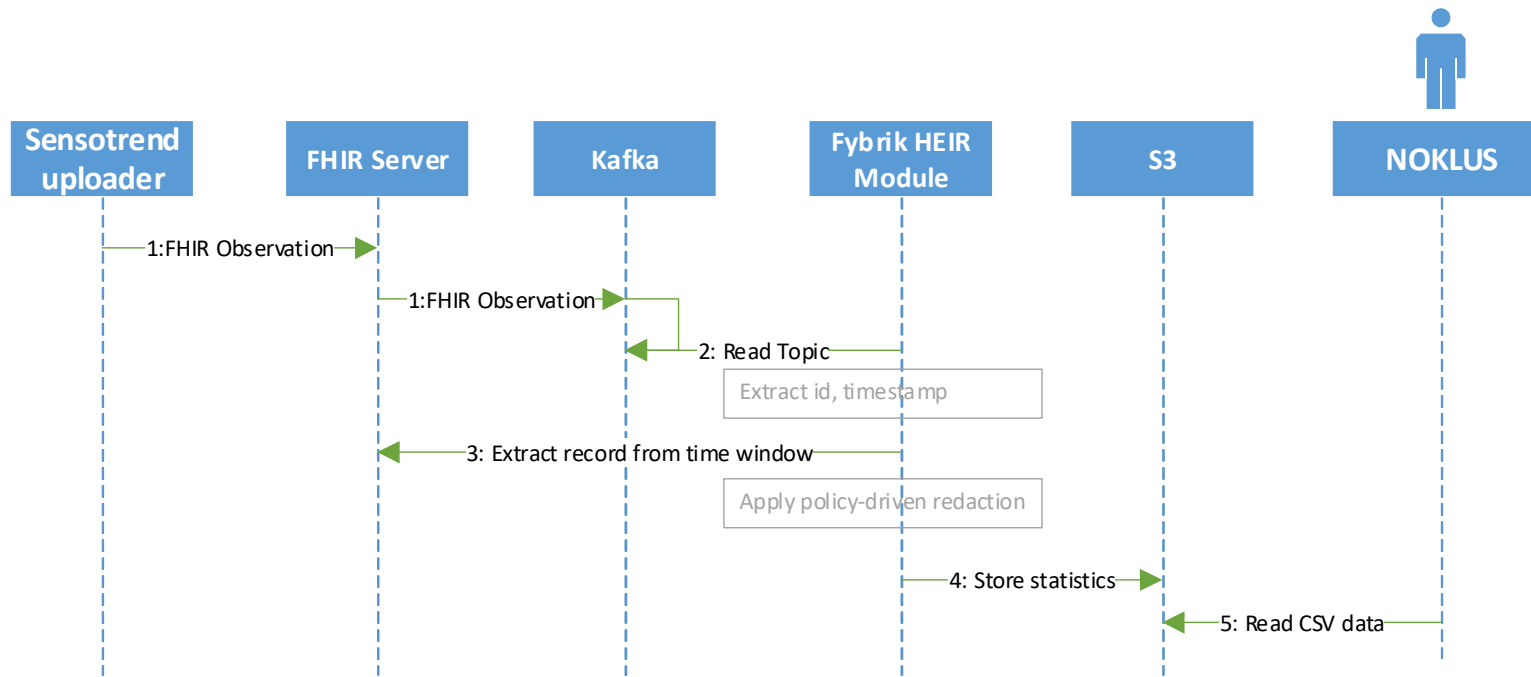 Sensotrend
uploader
FHIR Server
Kafka
Fybrik HEIR
Module
S3
NOKLUS
1:FHIR Observation
1:FHIR Observation
2: Read Topic
Extract id, timestamp
3: Extract record from time window
Apply policy-driven redaction
4: Store statistics
5: Read CSV data